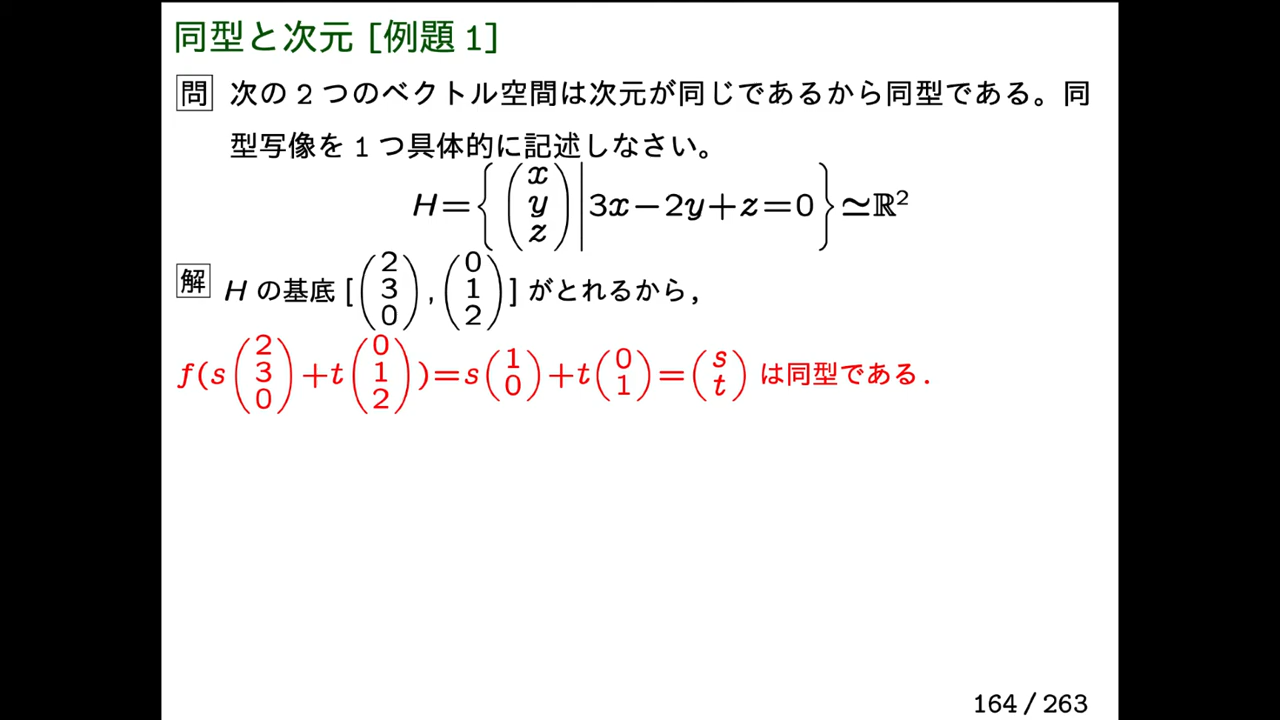 同型と次元 [例題 1]
問 次の 2 つのベクトル空間は次元が同じであるから同型である。同
型写像を 1 つ具体的に記述しなさい。
H={(x y z)|3x−2y+z=0}≃ℝ²
解 H の基底 [(2 3 0),(0 1 2)] がとれるから,
f(s(2 3 0)+t(0 1 2))=s(1 0)+t(0 1)=(s t) は同型である.
164 / 263